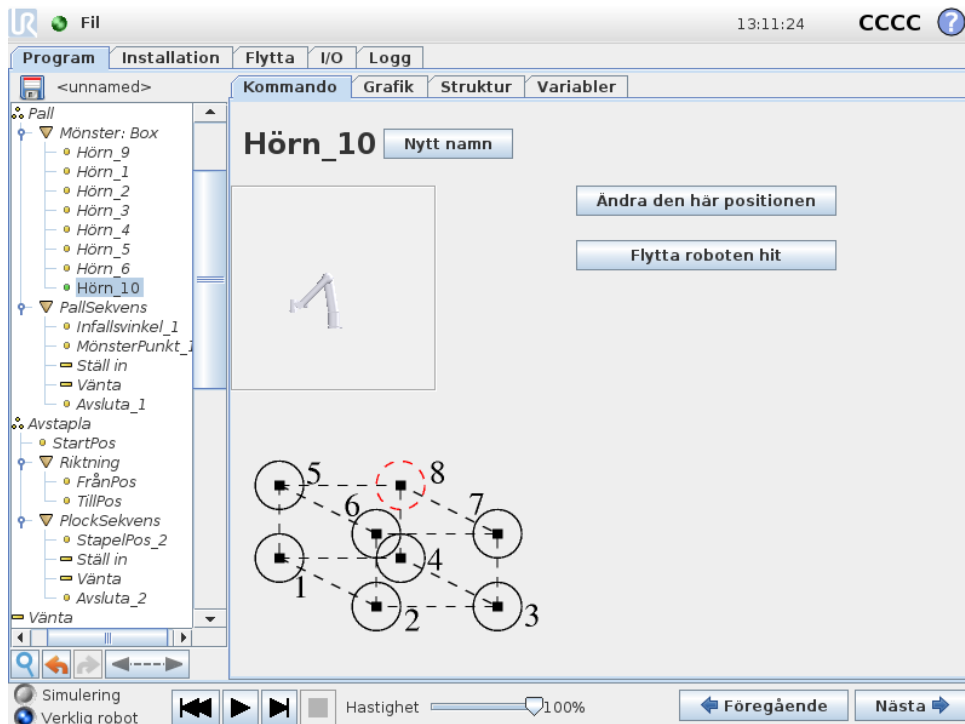 UR Fil 13:11:24 CCCC ?
Program Installation Flytta I/O Logg
<unnamed>
Kommando Grafik Struktur Variabler
Pall
Mönster: Box
Hörn_9
Hörn_1
Hörn_2
Hörn_3
Hörn_4
Hörn_5
Hörn_6
Hörn_10
PallSekvens
Infallsvinkel_1
MönsterPunkt_1
Ställ in
Vänta
Avsluta_1
Avstapla
StartPos
Riktning
FrånPos
TillPos
PlockSekvens
StapelPos_2
Ställ in
Vänta
Avsluta_2
Vänta
Hörn_10 Nytt namn
Ändra den här positionen
Flytta roboten hit
5 8
6 7
1 4
2 3
Simulering
Verklig robot
Hastighet 100%
Föregående Nästa